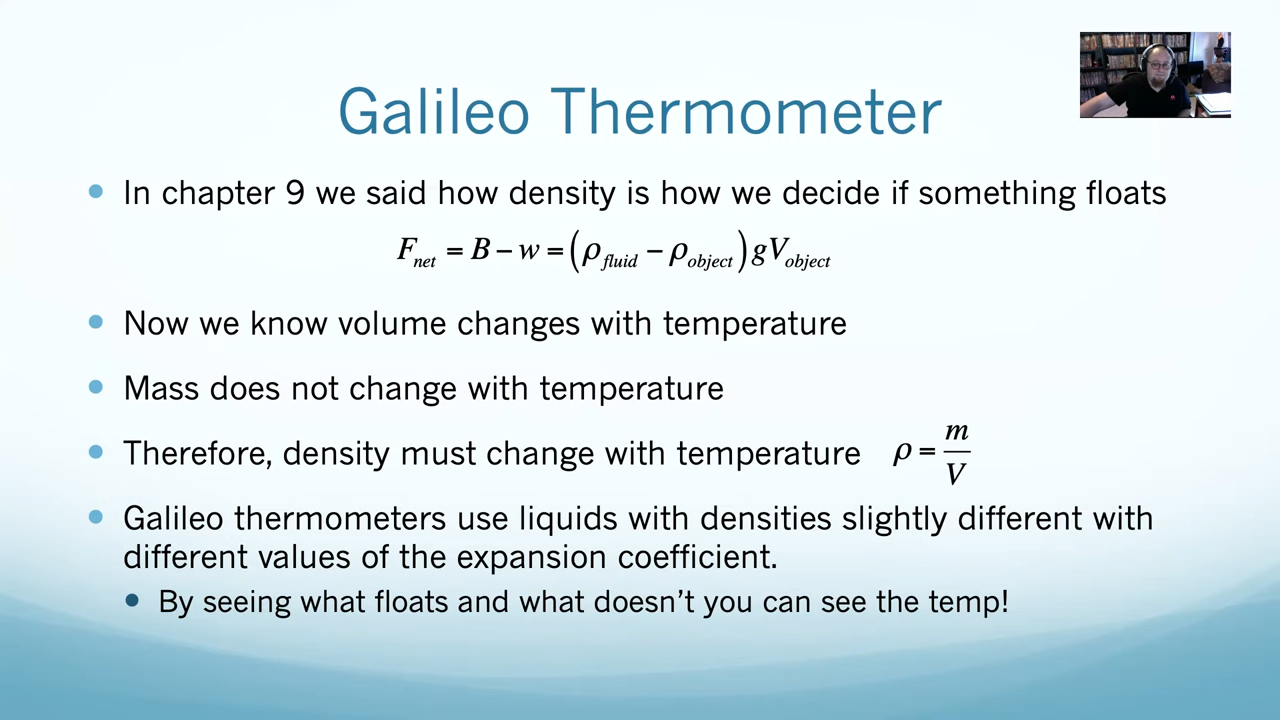 Galileo Thermometer
• In chapter 9 we said how density is how we decide if something floats
F_net = B − w = (ρ_fluid − ρ_object) gV_object
• Now we know volume changes with temperature
• Mass does not change with temperature
• Therefore, density must change with temperature ρ = m/V
• Galileo thermometers use liquids with densities slightly different with
different values of the expansion coefficient.
• By seeing what floats and what doesn’t you can see the temp!